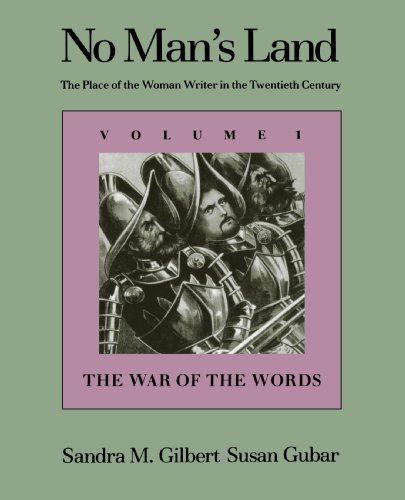 No Man's Land
The Place of the Woman Writer in the Twentieth Century
VOLUME 1
THE WAR OF THE WORDS
Sandra M. Gilbert Susan Gubar